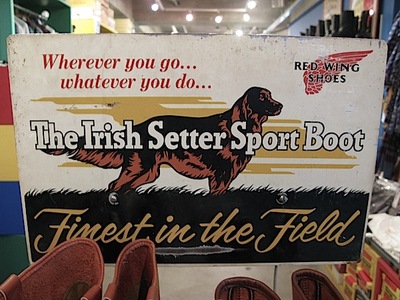 Wherever you go...
whatever you do...
RED WING
SHOES
The Irish Setter Sport Boot
Finest in the Field